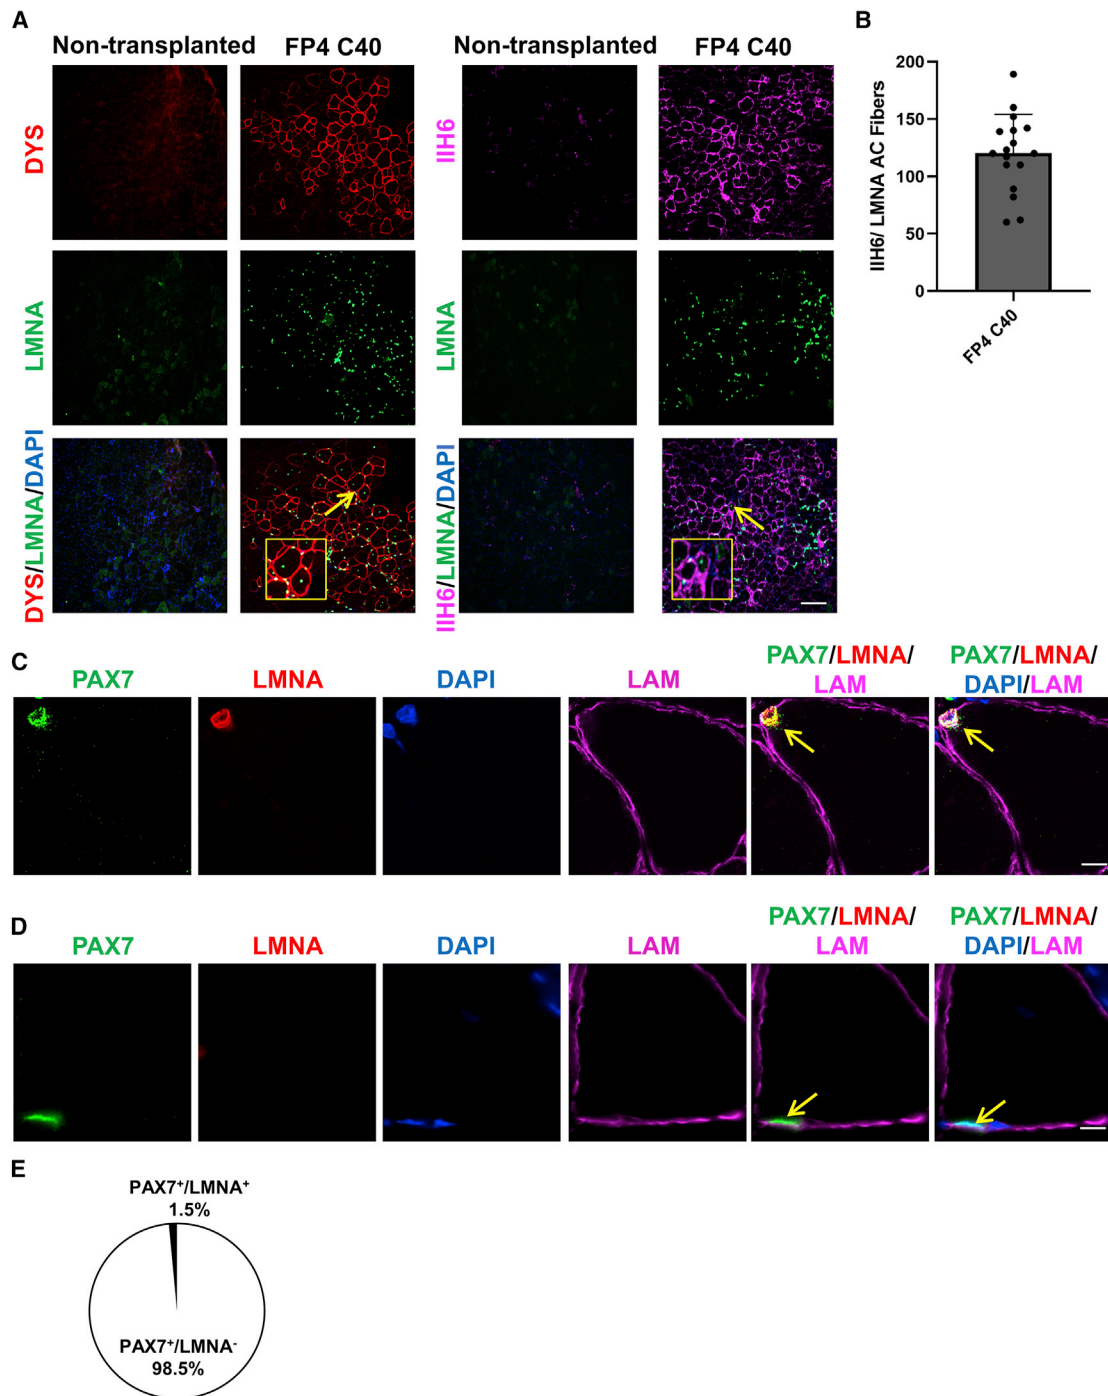 A
Non-transplanted FP4 C40 Non-transplanted FP4 C40
DYS
IIH6
LMNA
LMNA
DYS/LMNA/DAPI
IIH6/LMNA/DAPI
B
IIH6/ LMNA AC Fibers
200
150
100
50
0
FP4 C40
C
PAX7 LMNA DAPI LAM PAX7/LMNA/ PAX7/LMNA/
LAM DAPI/LAM
D
PAX7 LMNA DAPI LAM PAX7/LMNA/ PAX7/LMNA/
LAM DAPI/LAM
E
PAX7⁺/LMNA⁺
1.5%
PAX7⁺/LMNA⁻
98.5%